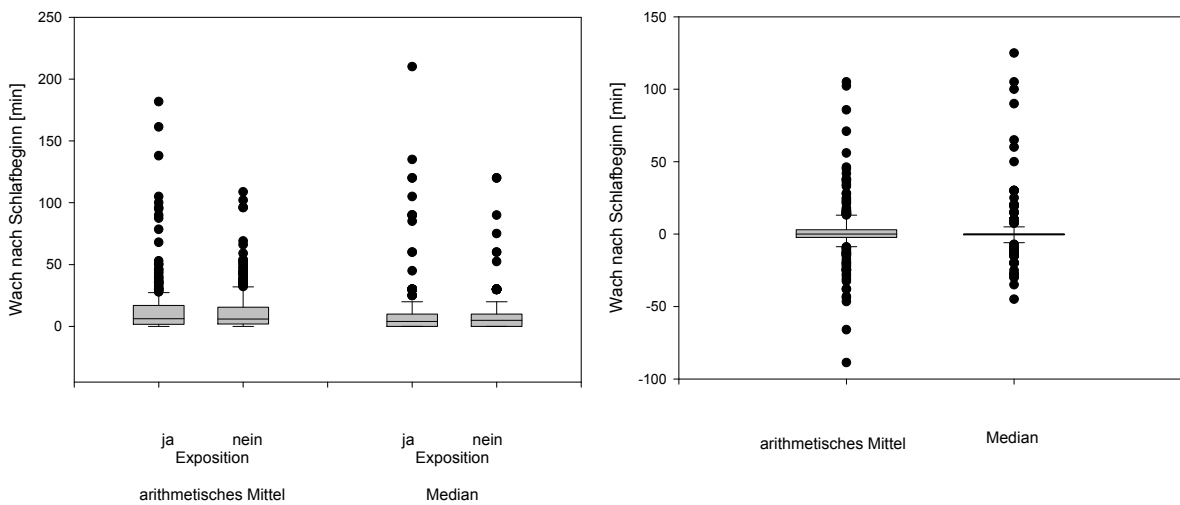 Wach nach Schlafbeginn [min]
250
200
150
100
50
0
ja nein ja nein
Exposition Exposition
arithmetisches Mittel Median
Wach nach Schlafbeginn [min]
150
100
50
0
-50
-100
arithmetisches Mittel Median